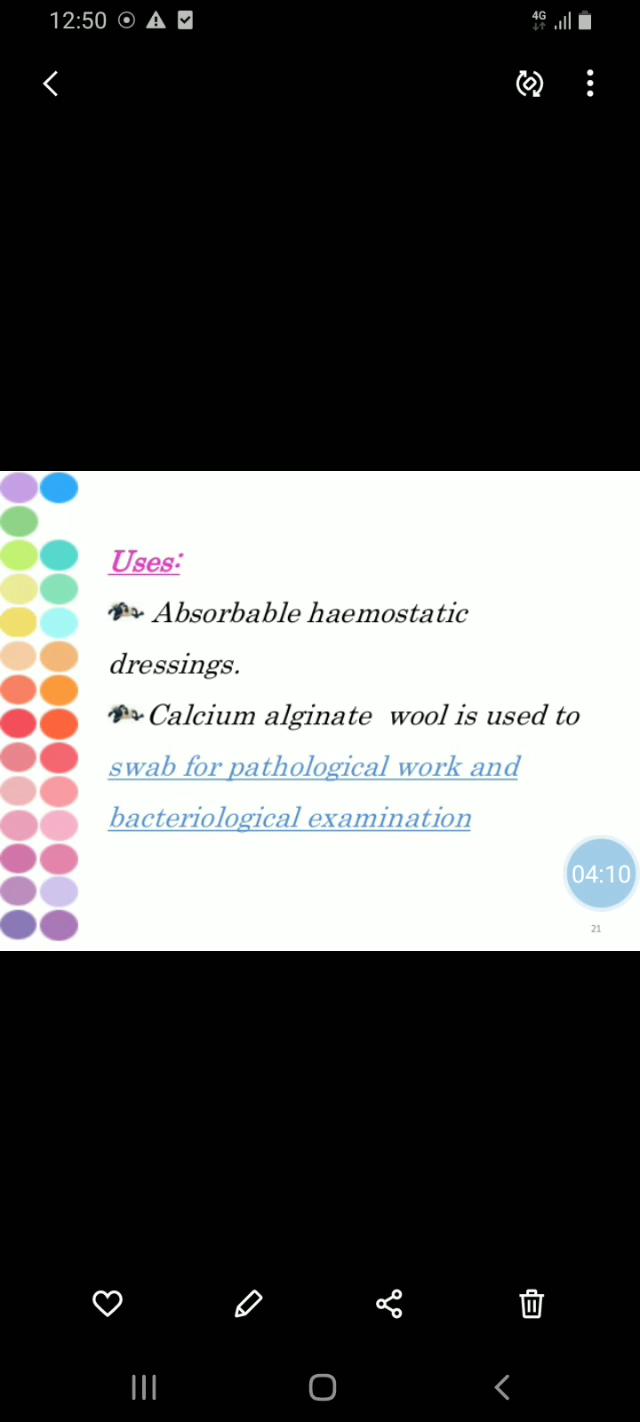 12:50
4G
Uses:
Absorbable haemostatic
dressings.
Calcium alginate wool is used to
swab for pathological work and
bacteriological examination
04:10
21